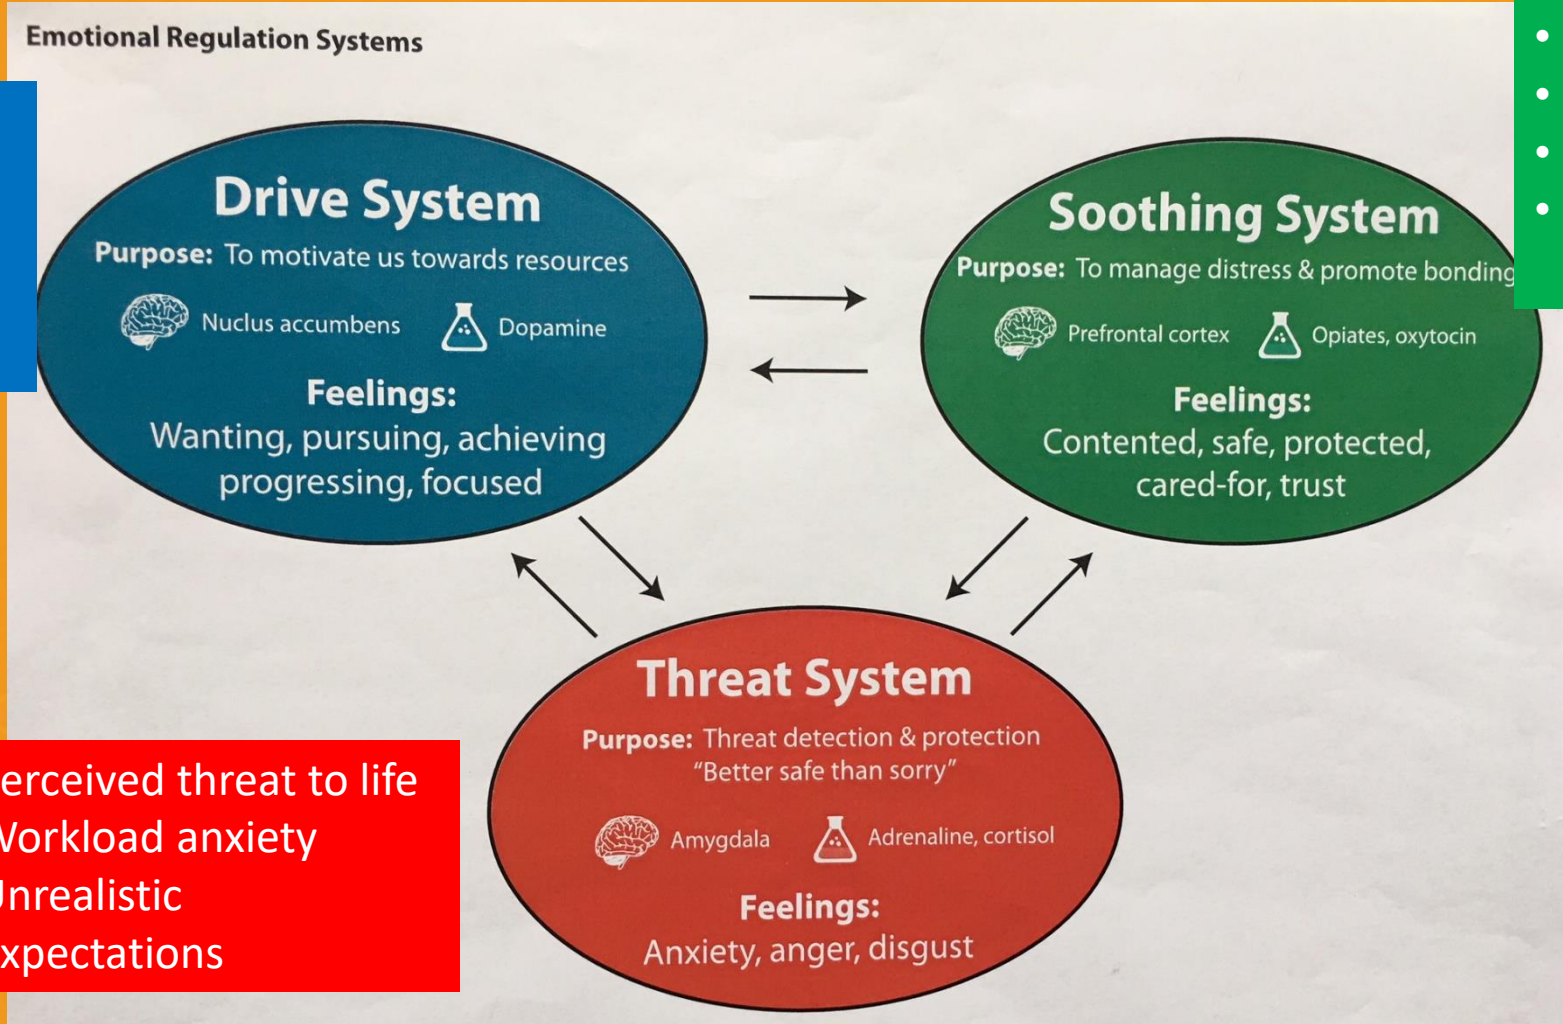 Emotional Regulation Systems
Drive System
Purpose: To motivate us towards resources
Nuclus accumbens
Dopamine
Feelings:
Wanting, pursuing, achieving
progressing, focused
Soothing System
Purpose: To manage distress & promote bonding
Prefrontal cortex
Opiates, oxytocin
Feelings:
Contented, safe, protected,
cared-for, trust
Threat System
Purpose: Threat detection & protection
“Better safe than sorry”
Amygdala
Adrenaline, cortisol
Feelings:
Anxiety, anger, disgust
erceived threat to life
Workload anxiety
Unrealistic
xpectations